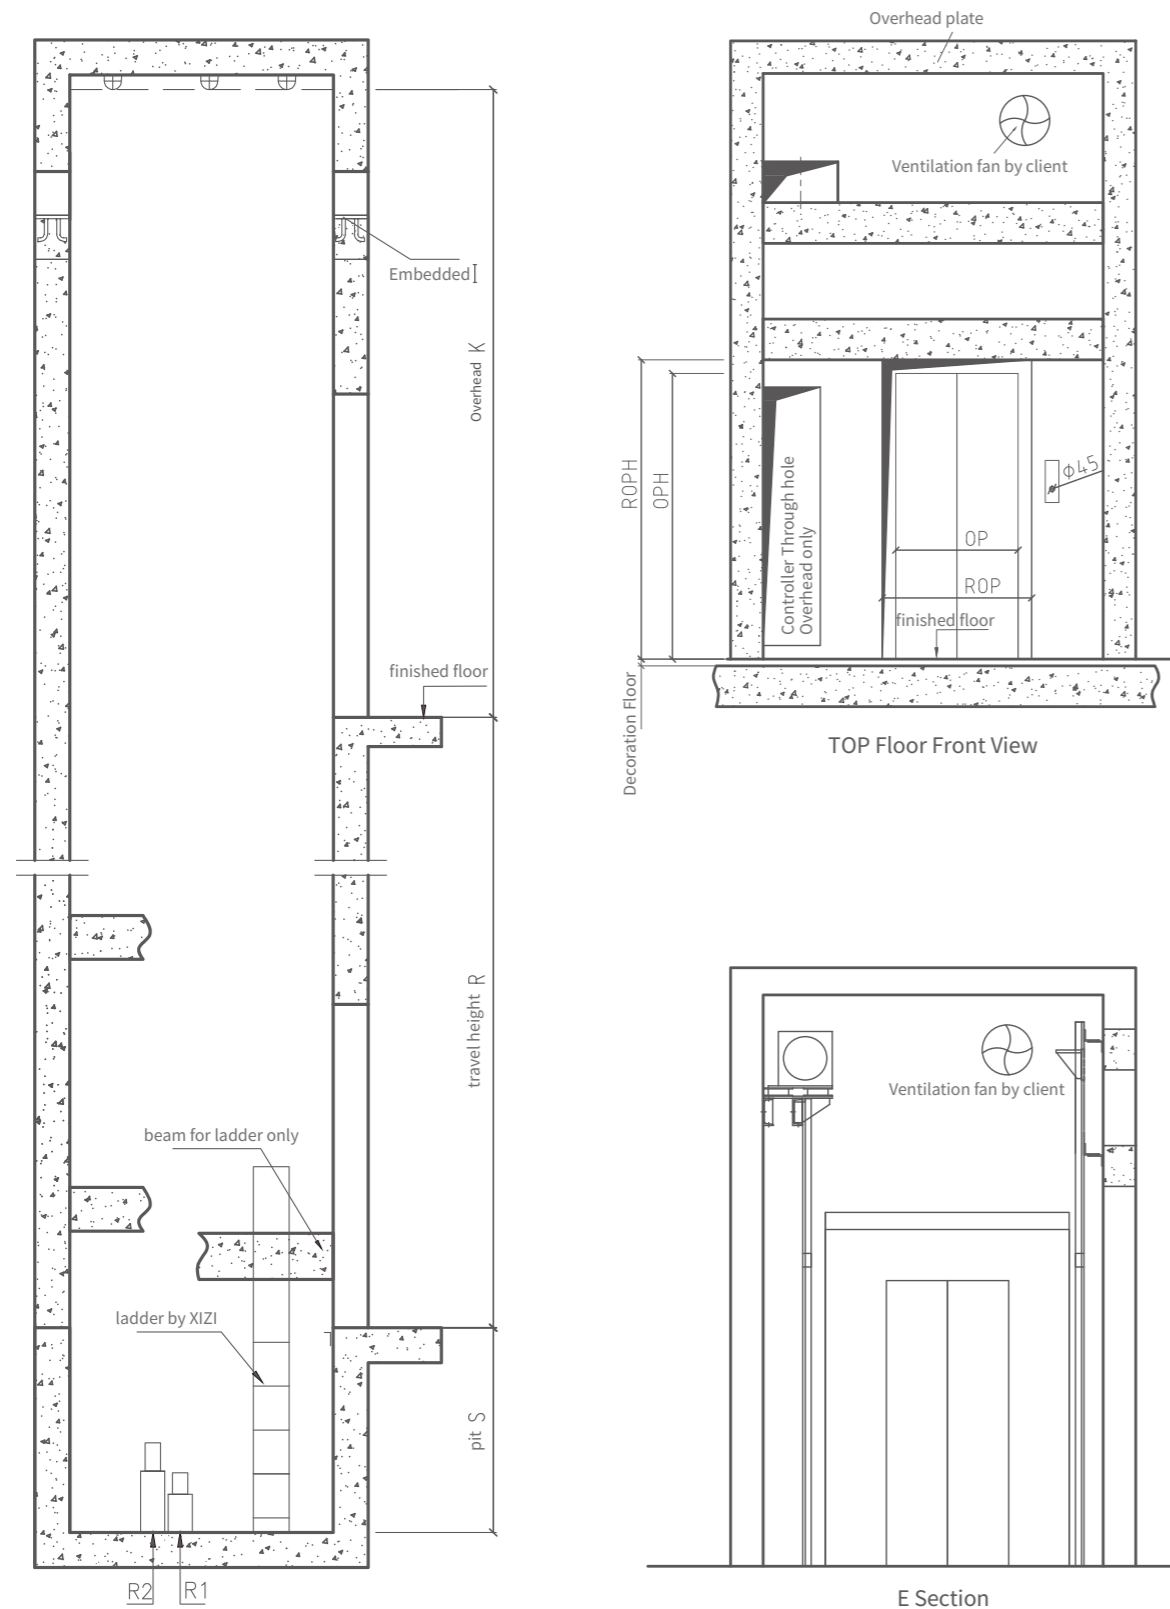 Overhead plate
Ventilation fan by client
Embedded
Overhead K
ROPH
OPH
Controller Through hole
Overhead only
Φ45
OP
ROP
finished floor
finished floor
Decoration Floor
TOP Floor Front View
travel height R
Ventilation fan by client
beam for ladder only
ladder by XIZI
pit S
R2
R1
E Section